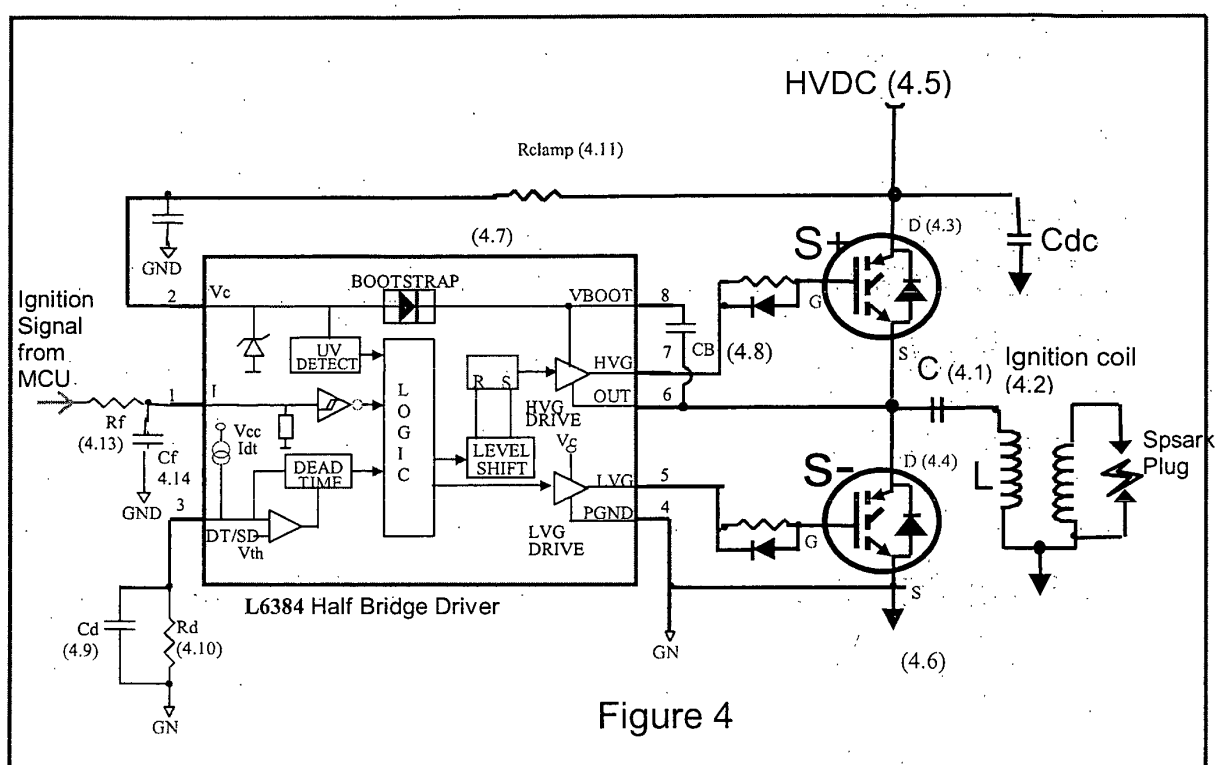 HVDC (4.5)
Rclamp (4.11)
D (4.3)
S+
Cdc
(4.7)
GND
BOOTSTRAP
2
Vc
VBOOT
8
G
Ignition
Signal
from
MCU
UV
DETECT
CB
(4.8)
7
HVG
S
C (4.1)
Ignition coil
(4.2)
1
I
L
O
G
I
C
R S
OUT
6
HVG
DRIVE
Rf
(4.13)
Vcc
Idt
Cf
4.14
LEVEL
SHIFT
Vc
S-
D (4.4)
L
Spsark
Plug
DEAD
TIME
5
LVG
GND
3
PGND
4
G
DT/SD
Vth
LVG
DRIVE
S
L6384 Half Bridge Driver
Cd
(4.9)
Rd
(4.10)
GN
(4.6)
GN
Figure 4